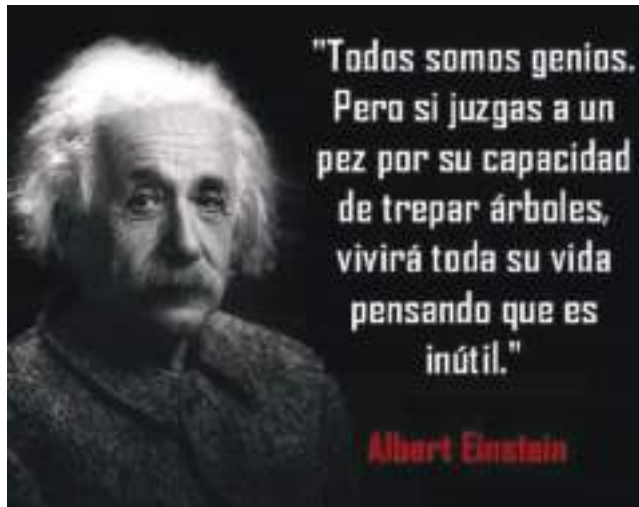 "Todos somos genios.
Pero si juzgas a un
pez por su capacidad
de trepar árboles,
vivirá toda su vida
pensando que es
inútil."
Albert Einstein